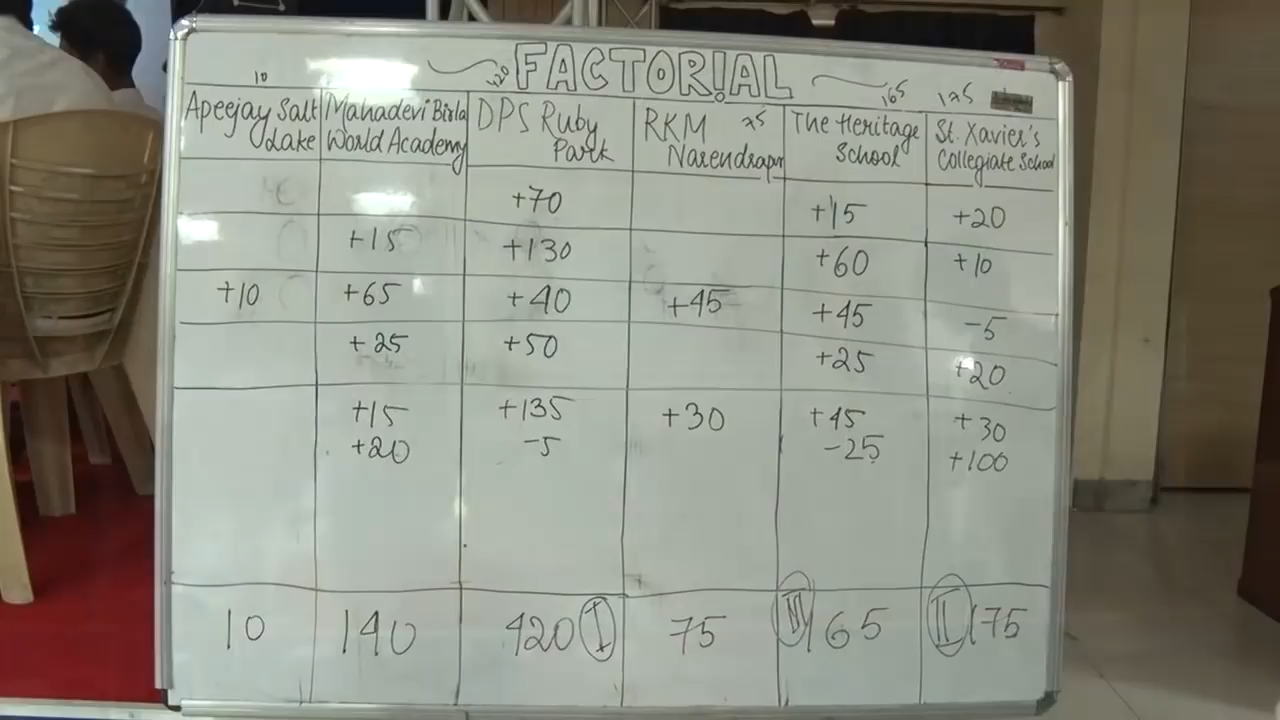 FACTOR!AL
10
165
125
Apeejay Salt Lake
Mahadevi Birla World Academy
DPS Ruby Park
RKM Narendrapur
The Heritage School
St. Xavier's Collegiate School
+70 +15 +20
+15 +130 +60 +10
+10 +65 +40 +45 +45 -5
+25 +50 +25 +20
+15 +135 +30 +45 +30
+20 -5 -25 +100
10 140 420 I 75 III 165 II 175